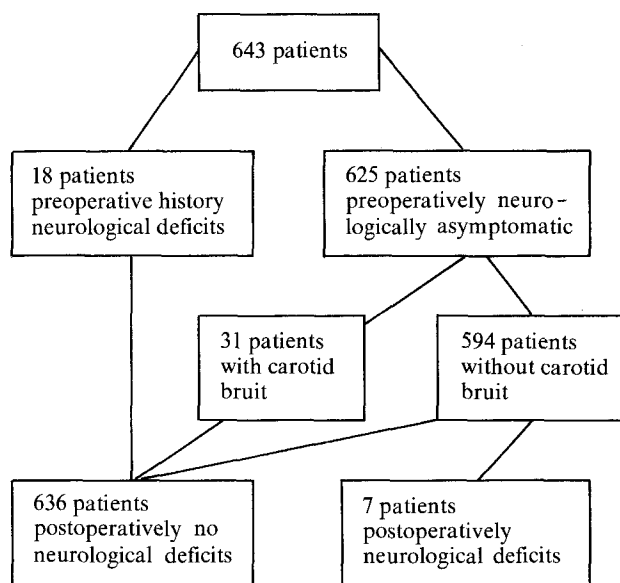 643 patients
18 patients
preoperative history
neurological deficits
625 patients
preoperatively neuro-
logically asymptomatic
31 patients
with carotid
bruit
594 patients
without carotid
bruit
636 patients
postoperatively no
neurological deficits
7 patients
postoperatively
neurological deficits